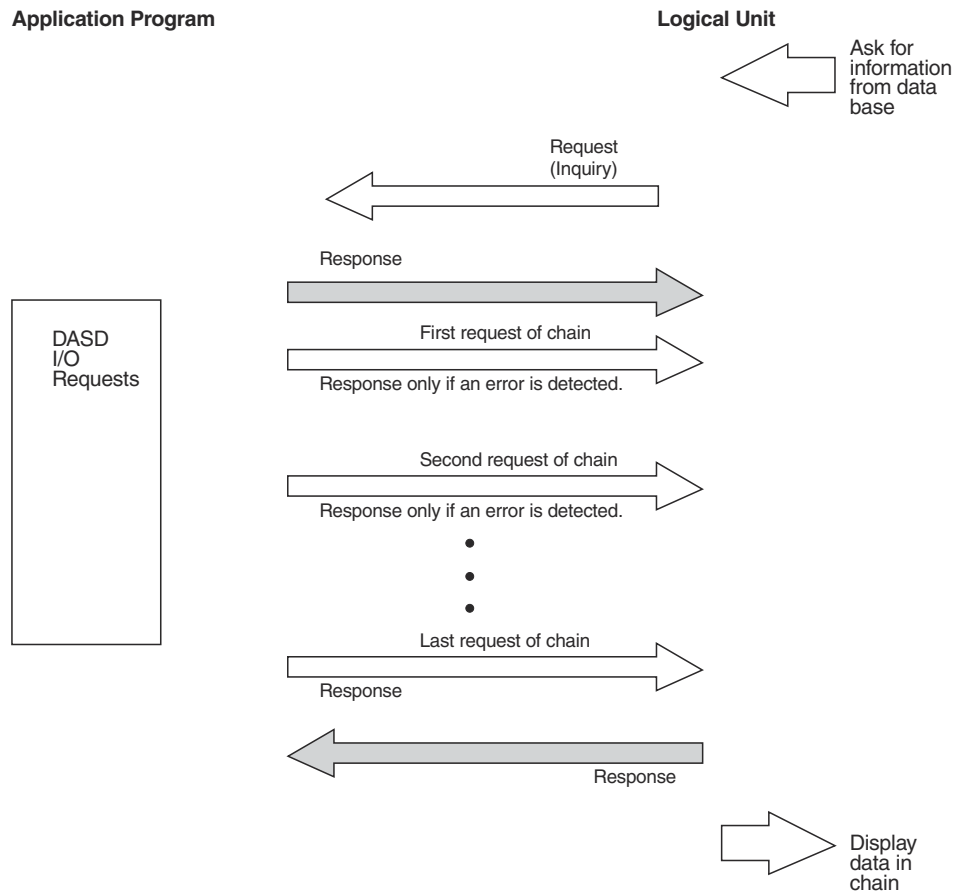 Application Program
Logical Unit
Ask for
information
from data
base
Request
(Inquiry)
Response
DASD
I/O
Requests
First request of chain
Response only if an error is detected.
Second request of chain
Response only if an error is detected.
Last request of chain
Response
Response
Display
data in
chain